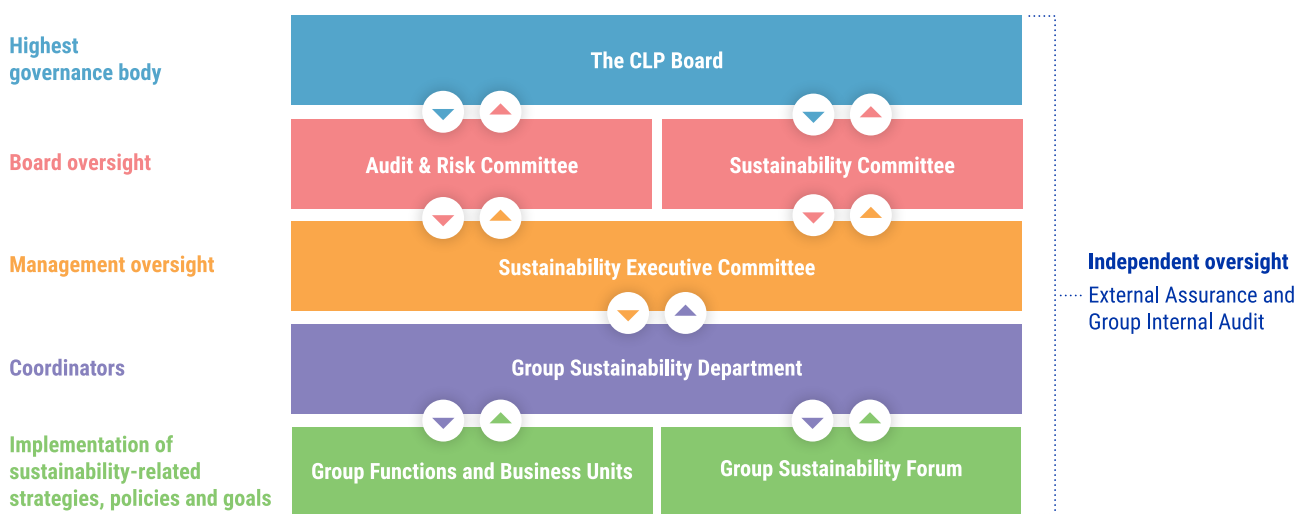 Highest
governance body
The CLP Board
Board oversight
Audit & Risk Committee
Sustainability Committee
Management oversight
Sustainability Executive Committee
Independent oversight
External Assurance and
Group Internal Audit
Coordinators
Group Sustainability Department
Implementation of
sustainability-related
strategies, policies and goals
Group Functions and Business Units
Group Sustainability Forum